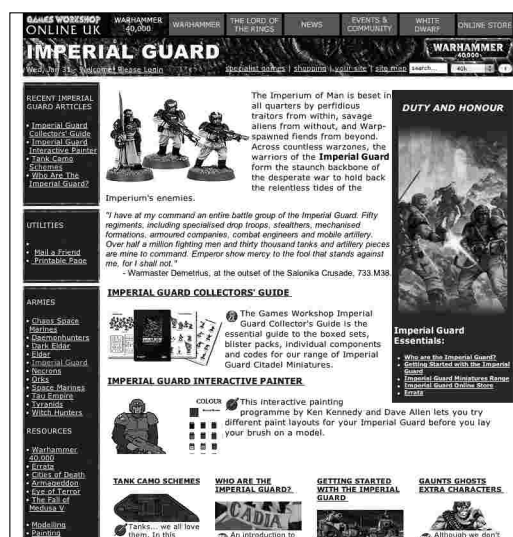 GAMES WORKSHOP
ONLINE UK
WARHAMMER
40,000
WARHAMMER
THE LORD OF
THE RINGS
NEWS
EVENTS &
COMMUNITY
WHITE
DWARF
ONLINE STORE
IMPERIAL GUARD
WARHAMMER
40,000
Wed, Jan 31 - Welcome! Please Login
specialist games | shopping | your site | site map
search...
40k
RECENT IMPERIAL
GUARD ARTICLES
• Imperial Guard
Collectors' Guide
• Imperial Guard
Interactive Painter
• Tank Camo
Schemes
• Who Are The
Imperial Guard?
UTILITIES
•
• Mail a Friend
• Printable Page
ARMIES
• Chaos Space
Marines
• Daemonhunters
• Dark Eldar
• Eldar
• Imperial Guard
• Necrons
• Orks
• Space Marines
• Tau Empire
• Tyranids
• Witch Hunters
RESOURCES
• Warhammer
40,000
• Errata
• Cities of Death
• Armageddon
• Eye of Terror
• The Fall of
Medusa V
• Modelling
• Painting
The Imperium of Man is beset in
all quarters by perfidious
traitors from within, savage
aliens from without, and Warp-
spawned fiends from beyond.
Across countless warzones, the
warriors of the Imperial Guard
form the staunch backbone of
the desperate war to hold back
the relentless tides of the
Imperium's enemies.
"I have at my command an entire battle group of the Imperial Guard. Fifty
regiments, including specialised drop troops, stealthers, mechanised
formations, armoured companies, combat engineers and mobile artillery.
Over half a million fighting men and thirty thousand tanks and artillery pieces
are mine to command. Emperor show mercy to the fool that stands against
me, for I shall not."
- Warmaster Demetrius, at the outset of the Salonika Crusade, 733.M38.
IMPERIAL GUARD COLLECTORS' GUIDE
The Games Workshop Imperial
Guard Collector's Guide is the
essential guide to the boxed sets,
blister packs, individual components
and codes for our range of Imperial
Guard Citadel Miniatures.
IMPERIAL GUARD INTERACTIVE PAINTER
COLOUR
This interactive painting
programme by Ken Kennedy and Dave Allen lets you try
different paint layouts for your Imperial Guard before you lay
your brush on a model.
TANK CAMO SCHEMES
Tanks... we all love
them. In this
WHO ARE THE
IMPERIAL GUARD?
CADIA
An introduction to
GETTING STARTED
WITH THE IMPERIAL
GUARD
GAUNTS GHOSTS
EXTRA CHARACTERS
Although we don't
DUTY AND HONOUR
Imperial Guard
Essentials:
• Who are the Imperial Guard?
• Getting Started with the Imperial
Guard
• Imperial Guard Miniatures Range
• Imperial Guard Online Store
• Errata